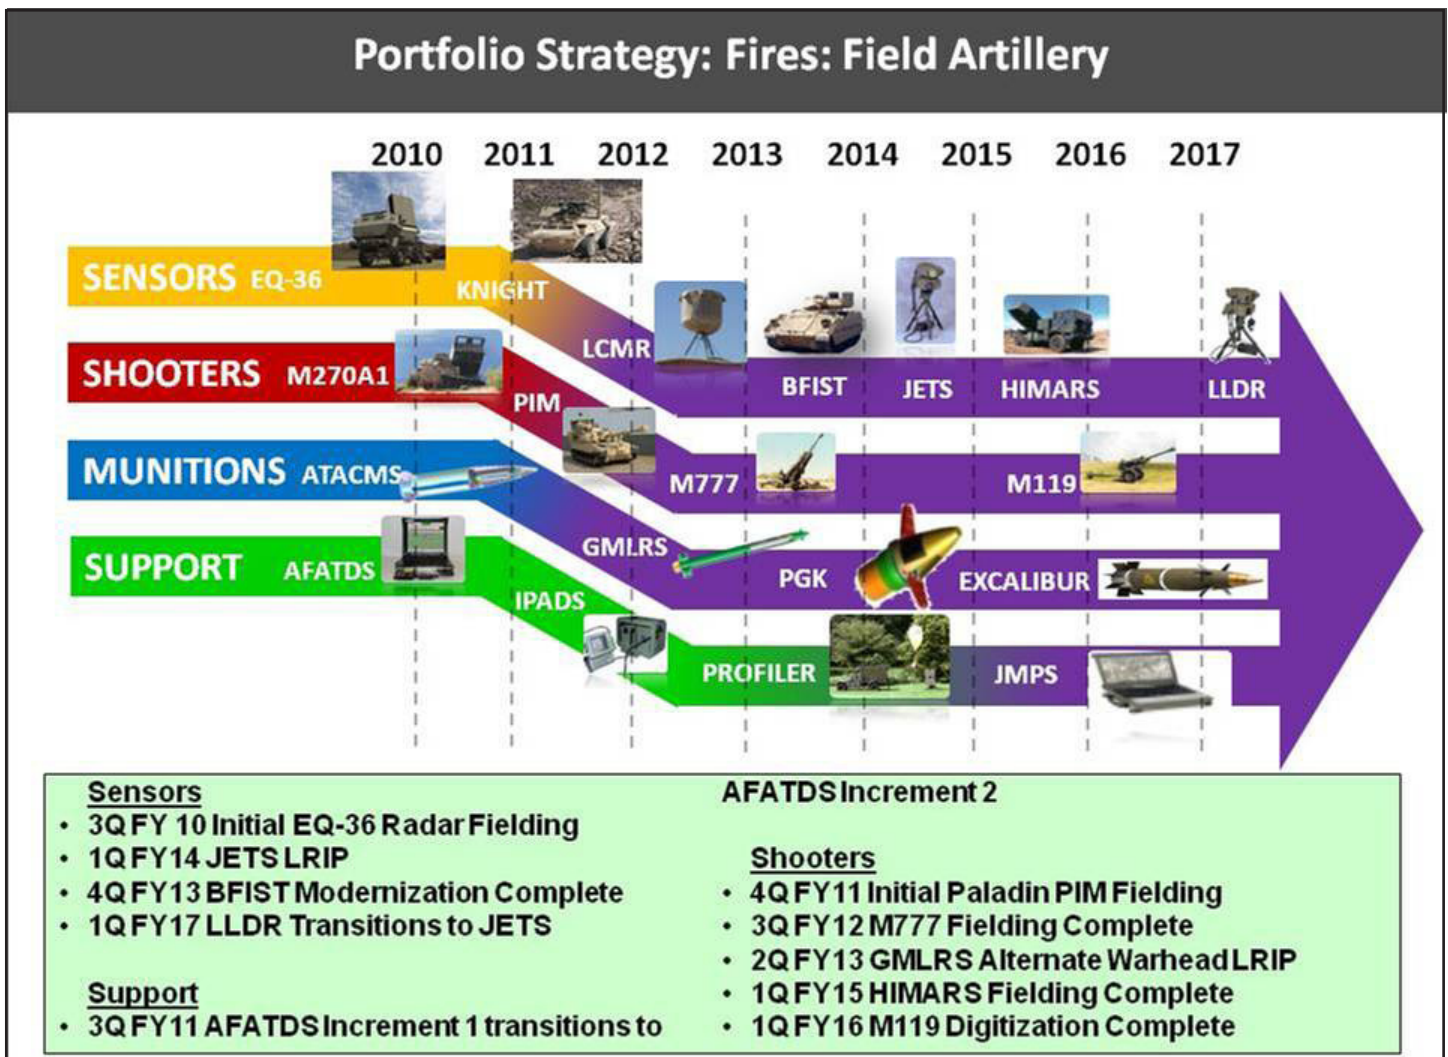 Portfolio Strategy: Fires: Field Artillery
2010 2011 2012 2013 2014 2015 2016 2017
SENSORS EQ-36
KNIGHT
LCMR
BFIST
JETS
HIMARS
LLDR
SHOOTERS M270A1
PIM
M777
M119
MUNITIONS ATACMS
GMLRS
PGK
EXCALIBUR
SUPPORT AFATDS
IPADS
PROFILER
JMPS
Sensors
• 3Q FY 10 Initial EQ-36 Radar Fielding
• 1Q FY14 JETS LRIP
• 4Q FY13 BFIST Modernization Complete
• 1Q FY17 LLDR Transitions to JETS
Support
• 3Q FY11 AFATDS Increment 1 transitions to
AFATDS Increment 2
Shooters
• 4Q FY11 Initial Paladin PIM Fielding
• 3Q FY12 M777 Fielding Complete
• 2Q FY13 GMLRS Alternate Warhead LRIP
• 1Q FY15 HIMARS Fielding Complete
• 1Q FY16 M119 Digitization Complete